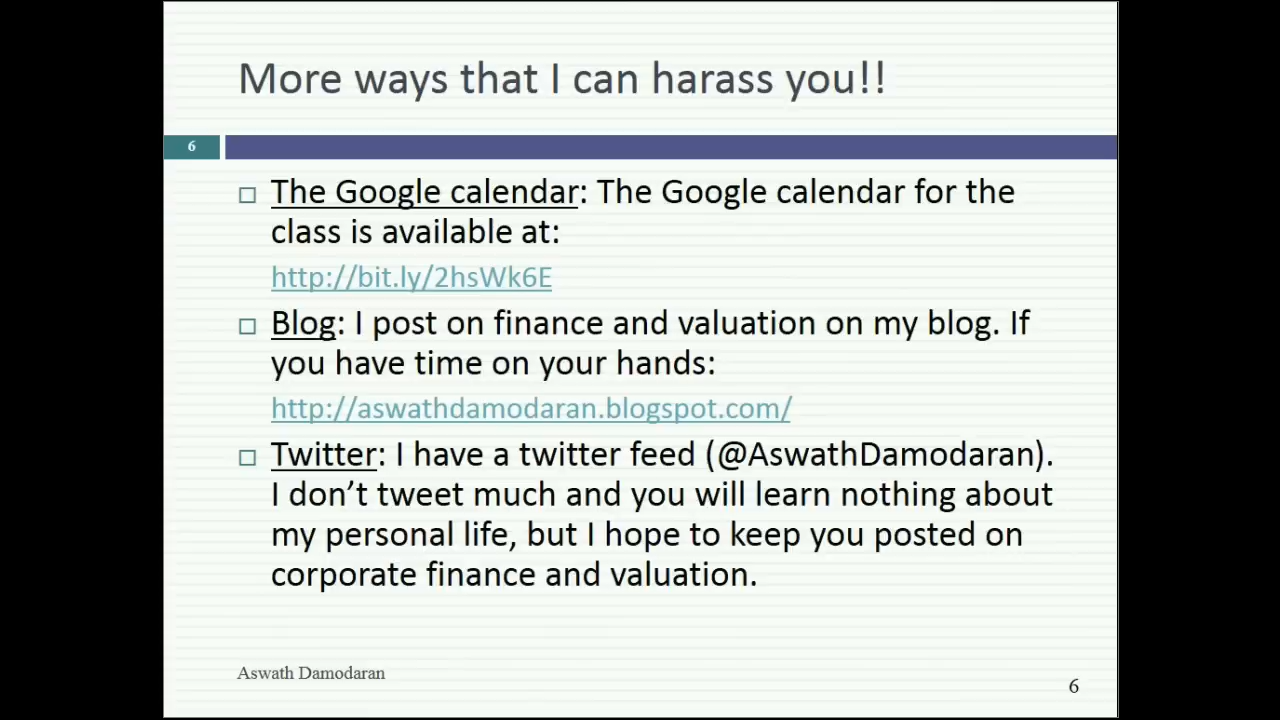 More ways that I can harass you!!
6
The Google calendar: The Google calendar for the
class is available at:
http://bit.ly/2hsWk6E
Blog: I post on finance and valuation on my blog. If
you have time on your hands:
http://aswathdamodaran.blogspot.com/
Twitter: I have a twitter feed (@AswathDamodaran).
I don’t tweet much and you will learn nothing about
my personal life, but I hope to keep you posted on
corporate finance and valuation.
Aswath Damodaran
6